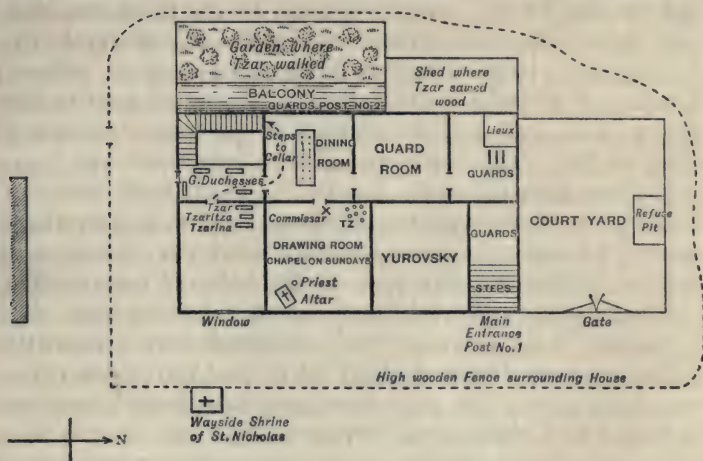 Garden where
Tzar walked
BALCONY
GUARDS POST NO.2
Shed where
Tzar sawed
wood
Steps
to
Cellar
DINING
ROOM
GUARD
ROOM
Lieux
GUARDS
G. Duchesses
Tzar
Tzaritza
Tzarina
Commissar
TZ
DRAWING ROOM
CHAPEL ON SUNDAYS
Priest
Altar
YUROVSKY
GUARDS
STEPS
COURT YARD
Refuse
Pit
Window
Main
Entrance
Post No.1
Gate
High wooden Fence surrounding House
Wayside Shrine
of St. Nicholas
N